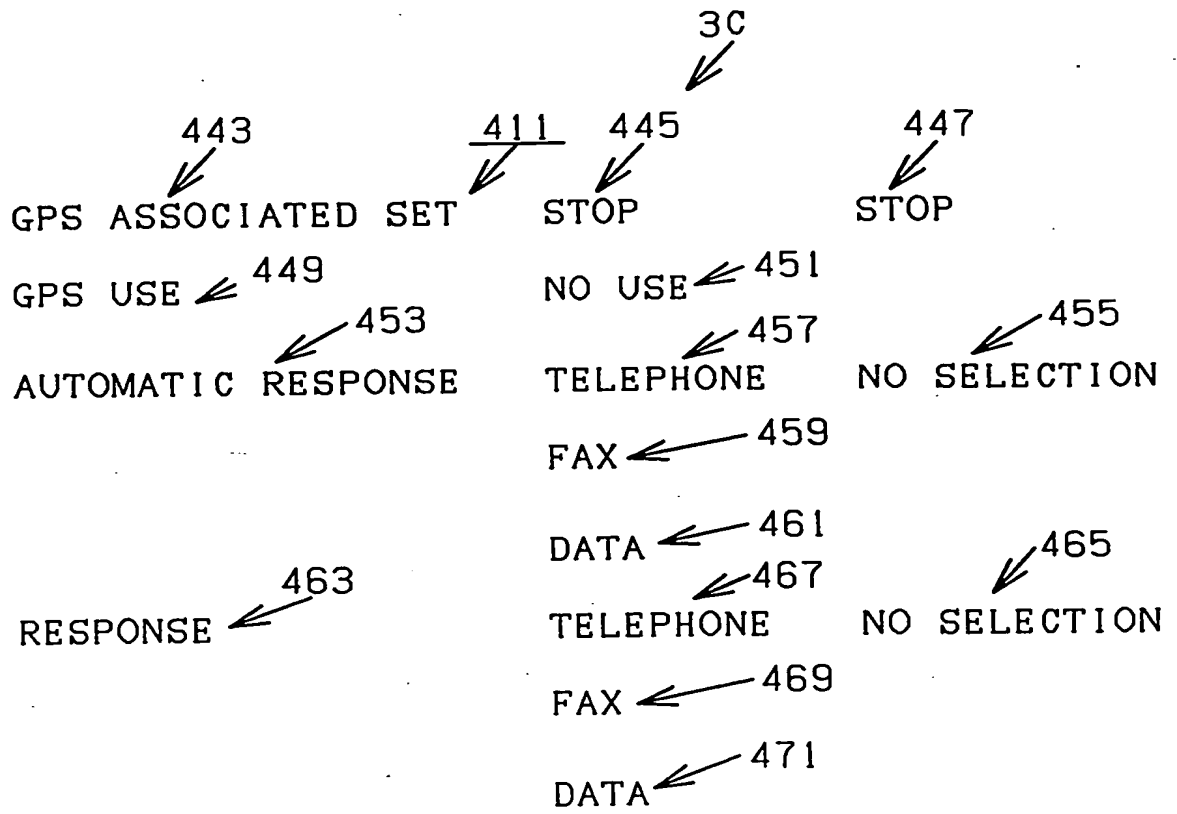 3C
443 411 445 447
GPS ASSOCIATED SET STOP STOP
GPS USE 449 NO USE 451
453 457 455
AUTOMATIC RESPONSE TELEPHONE NO SELECTION
FAX 459
DATA 461
463 467 465
RESPONSE TELEPHONE NO SELECTION
FAX 469
DATA 471